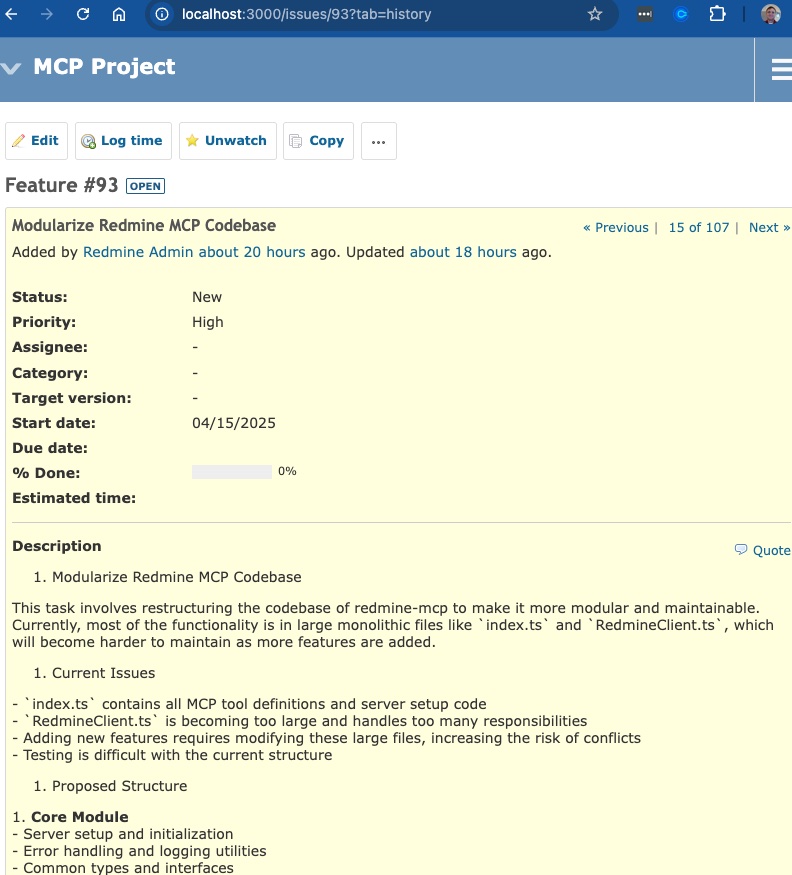 localhost:3000/issues/93?tab=history
MCP Project
Edit Log time Unwatch Copy ...
Feature #93 OPEN
Modularize Redmine MCP Codebase
« Previous | 15 of 107 | Next »
Added by Redmine Admin about 20 hours ago. Updated about 18 hours ago.
Status: New
Priority: High
Assignee: -
Category: -
Target version: -
Start date: 04/15/2025
Due date:
% Done: 0%
Estimated time:
Description
Quote
1. Modularize Redmine MCP Codebase
This task involves restructuring the codebase of redmine-mcp to make it more modular and maintainable.
Currently, most of the functionality is in large monolithic files like `index.ts` and `RedmineClient.ts`, which
will become harder to maintain as more features are added.
1. Current Issues
- `index.ts` contains all MCP tool definitions and server setup code
- `RedmineClient.ts` is becoming too large and handles too many responsibilities
- Adding new features requires modifying these large files, increasing the risk of conflicts
- Testing is difficult with the current structure
1. Proposed Structure
1. Core Module
- Server setup and initialization
- Error handling and logging utilities
- Common types and interfaces